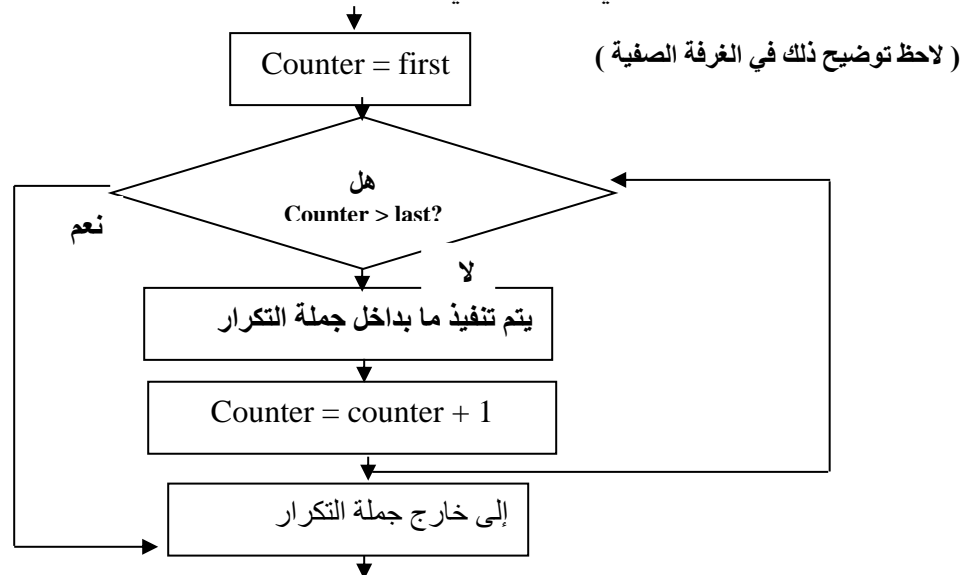 Counter = first
( لاحظ توضيح ذلك في الغرفة الصفية )
هل
Counter > last?
نعم
لا
يتم تنفيذ ما بداخل جملة التكرار
Counter = counter + 1
إلى خارج جملة التكرار